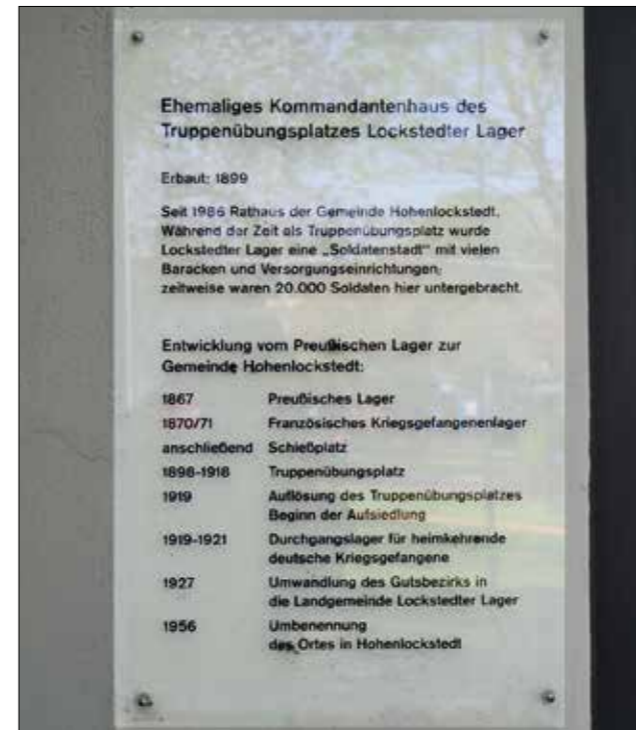 Ehemaliges Kommandantenhaus des
Truppenübungsplatzes Lockstedter Lager
Erbaut: 1899
Seit 1986 Rathaus der Gemeinde Hohenlockstedt.
Während der Zeit als Truppenübungsplatz wurde
Lockstedter Lager eine „Soldatenstadt“ mit vielen
Baracken und Versorgungseinrichtungen;
zeitweise waren 20.000 Soldaten hier untergebracht.
Entwicklung vom Preußischen Lager zur
Gemeinde Hohenlockstedt:
1867 Preußisches Lager
1870/71 Französisches Kriegsgefangenenlager
anschließend Schießplatz
1896-1918 Truppenübungsplatz
1919 Auflösung des Truppenübungsplatzes
Beginn der Aufsiedlung
1919-1921 Durchgangslager für heimkehrende
deutsche Kriegsgefangene
1927 Umwandlung des Gutsbezirks in
die Landgemeinde Lockstedter Lager
1956 Umbenennung
des Ortes in Hohenlockstedt